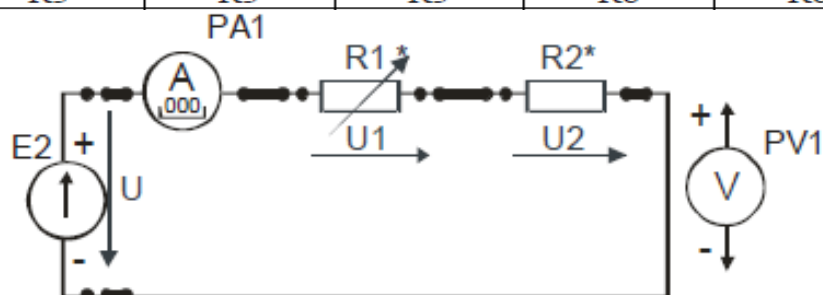 PA1
A
000
R1 *
R2*
U1
U2
E2
+
-
U
+
-
V
PV1